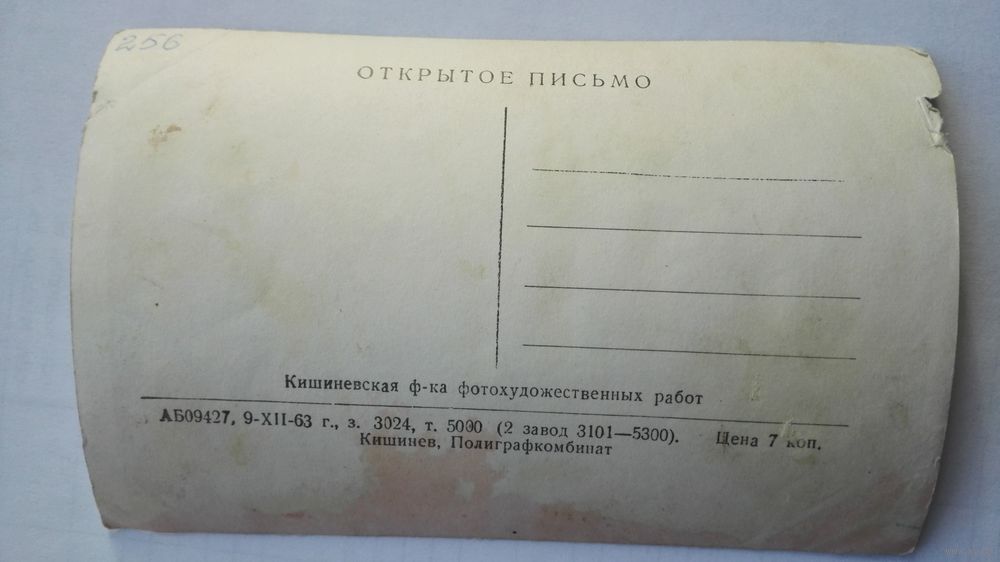 256
ОТКРЫТОЕ ПИСЬМО
Кишиневская ф-ка фотохудожественных работ
АБ09427, 9-XII-63 г., з. 3024, т. 5000 (2 завод 3101—5300). Цена 7 коп.
Кишинев, Полиграфкомбинат